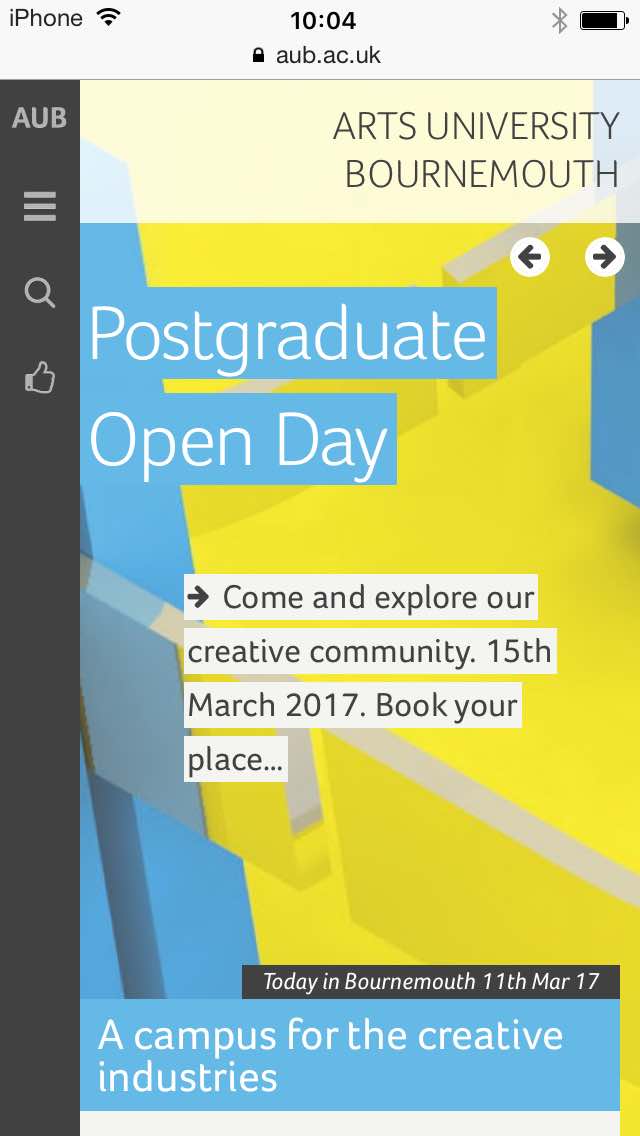 iPhone 10:04
aub.ac.uk
AUB
ARTS UNIVERSITY
BOURNEMOUTH
Postgraduate
Open Day
Come and explore our
creative community. 15th
March 2017. Book your
place...
Today in Bournemouth 11th Mar 17
A campus for the creative
industries